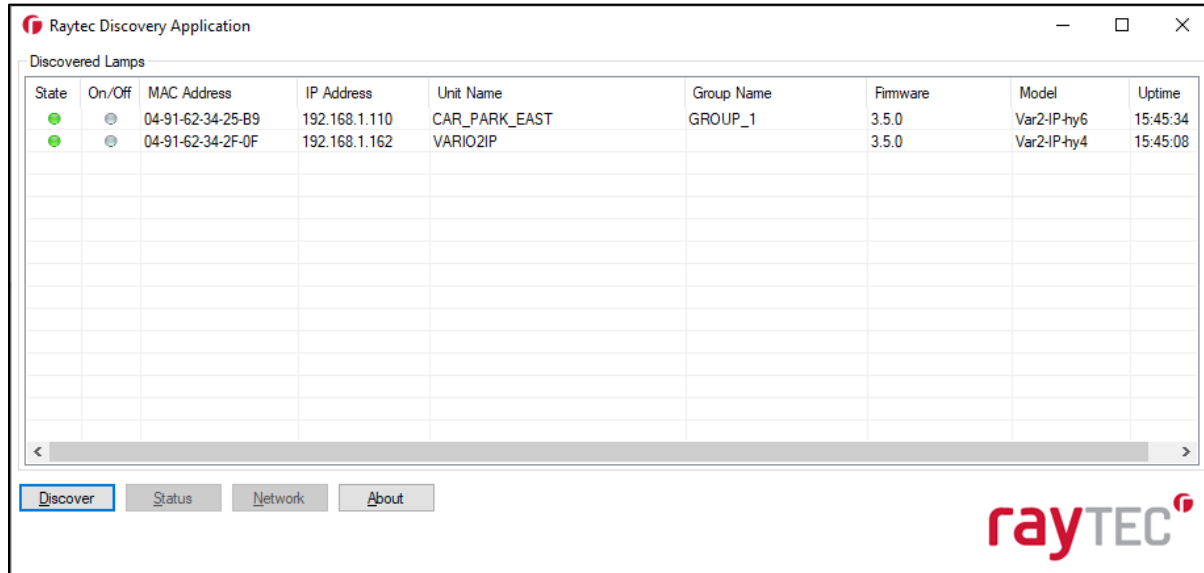 Raytec Discovery Application
Discovered Lamps
State On/Off MAC Address IP Address Unit Name Group Name Firmware Model Uptime
04-91-62-34-25-B9 192.168.1.110 CAR_PARK_EAST GROUP_1 3.5.0 Var2-IP-hy6 15:45:34
04-91-62-34-2F-0F 192.168.1.162 VARIO2IP 3.5.0 Var2-IP-hy4 15:45:08
Discover Status Network About
rayTEC